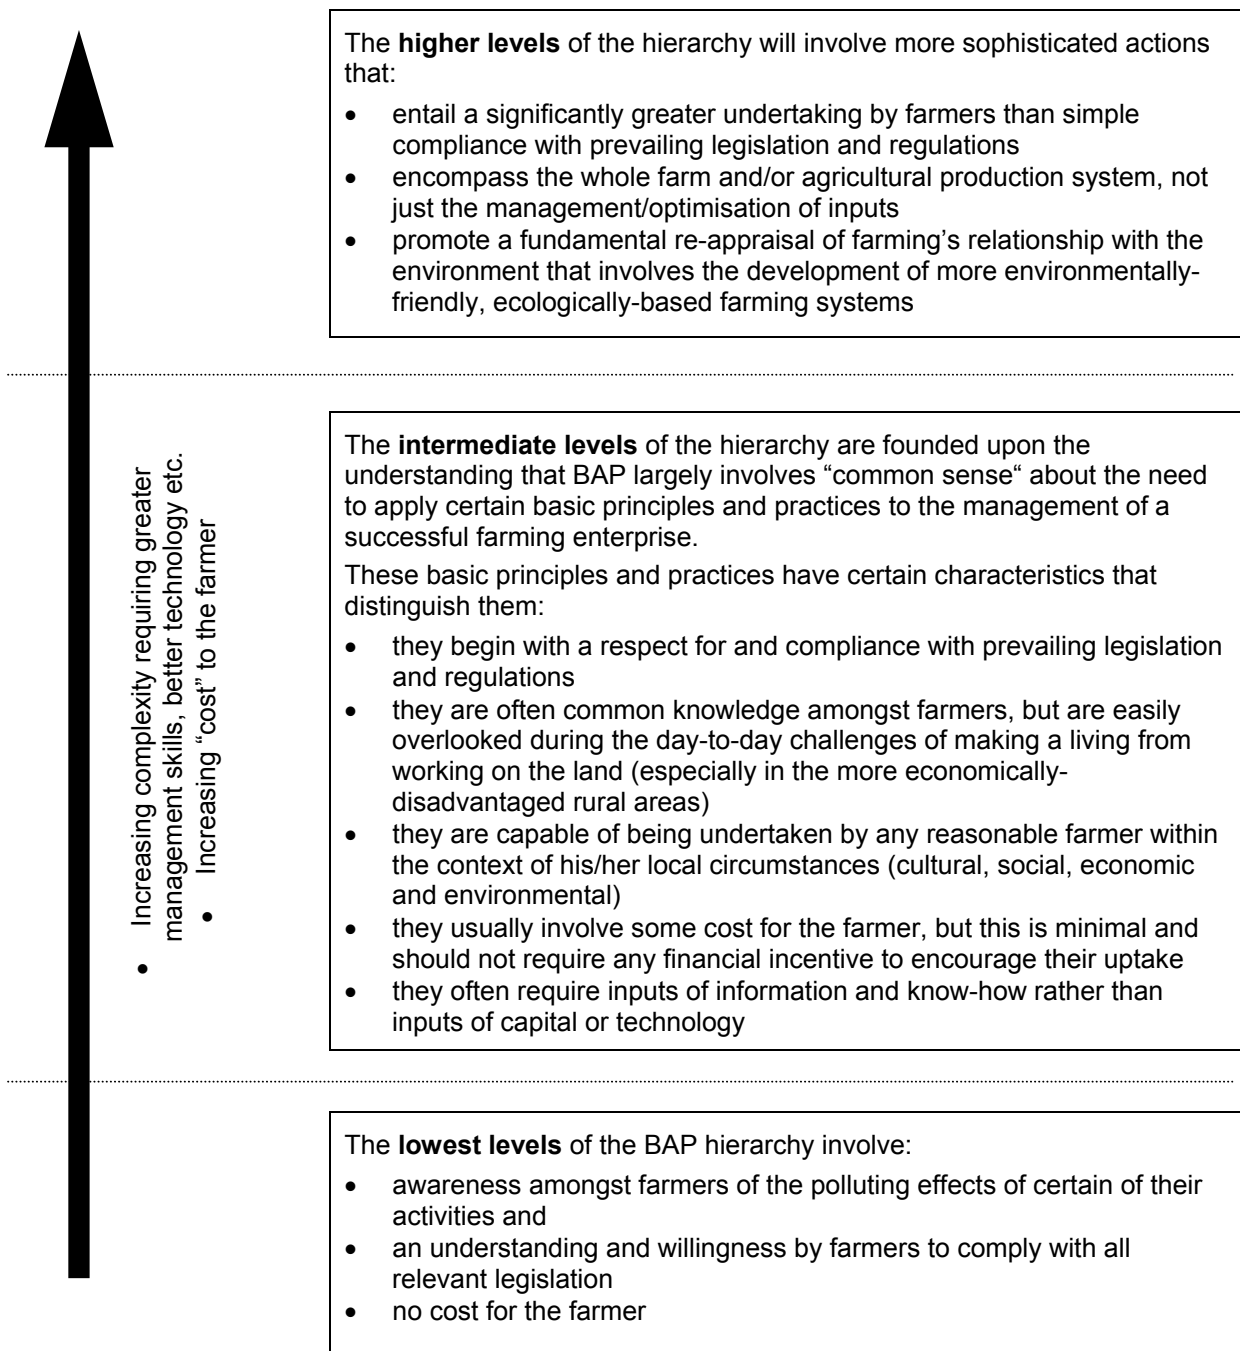 The higher levels of the hierarchy will involve more sophisticated actions
that:
• entail a significantly greater undertaking by farmers than simple
compliance with prevailing legislation and regulations
• encompass the whole farm and/or agricultural production system, not
just the management/optimisation of inputs
• promote a fundamental re-appraisal of farming’s relationship with the
environment that involves the development of more environmentally-
friendly, ecologically-based farming systems
• Increasing complexity requiring greater
management skills, better technology etc.
• Increasing “cost” to the farmer
The intermediate levels of the hierarchy are founded upon the
understanding that BAP largely involves “common sense“ about the need
to apply certain basic principles and practices to the management of a
successful farming enterprise.
These basic principles and practices have certain characteristics that
distinguish them:
• they begin with a respect for and compliance with prevailing legislation
and regulations
• they are often common knowledge amongst farmers, but are easily
overlooked during the day-to-day challenges of making a living from
working on the land (especially in the more economically-
disadvantaged rural areas)
• they are capable of being undertaken by any reasonable farmer within
the context of his/her local circumstances (cultural, social, economic
and environmental)
• they usually involve some cost for the farmer, but this is minimal and
should not require any financial incentive to encourage their uptake
• they often require inputs of information and know-how rather than
inputs of capital or technology
The lowest levels of the BAP hierarchy involve:
• awareness amongst farmers of the polluting effects of certain of their
activities and
• an understanding and willingness by farmers to comply with all
relevant legislation
• no cost for the farmer